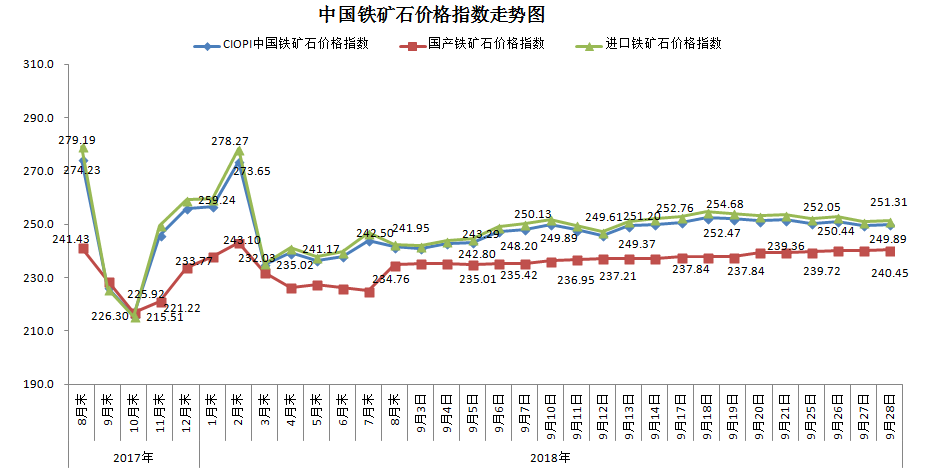 中国铁矿石价格指数走势图
CIOPI中国铁矿石价格指数 国产铁矿石价格指数 进口铁矿石价格指数
310.0
290.0
270.0
250.0
230.0
210.0
190.0
279.19
274.23
241.43
226.30
225.92
215.51
221.22
233.77
259.24
278.27
273.65
243.10
232.03
235.02
241.17
242.50
234.76
241.95
243.29
242.80
235.01
248.20
235.42
250.13
249.89
236.95
249.61
237.21
251.20
249.37
252.76
237.84
254.68
252.47
237.84
239.36
252.05
239.72
250.44
251.31
249.89
240.45
8月末
9月末
10月末
11月末
12月末
1月末
2月末
3月末
4月末
5月末
6月末
7月末
8月末
9月3日
9月4日
9月5日
9月6日
9月7日
9月10日
9月11日
9月12日
9月13日
9月14日
9月17日
9月18日
9月19日
9月20日
9月21日
9月25日
9月26日
9月27日
9月28日
2017年 2018年